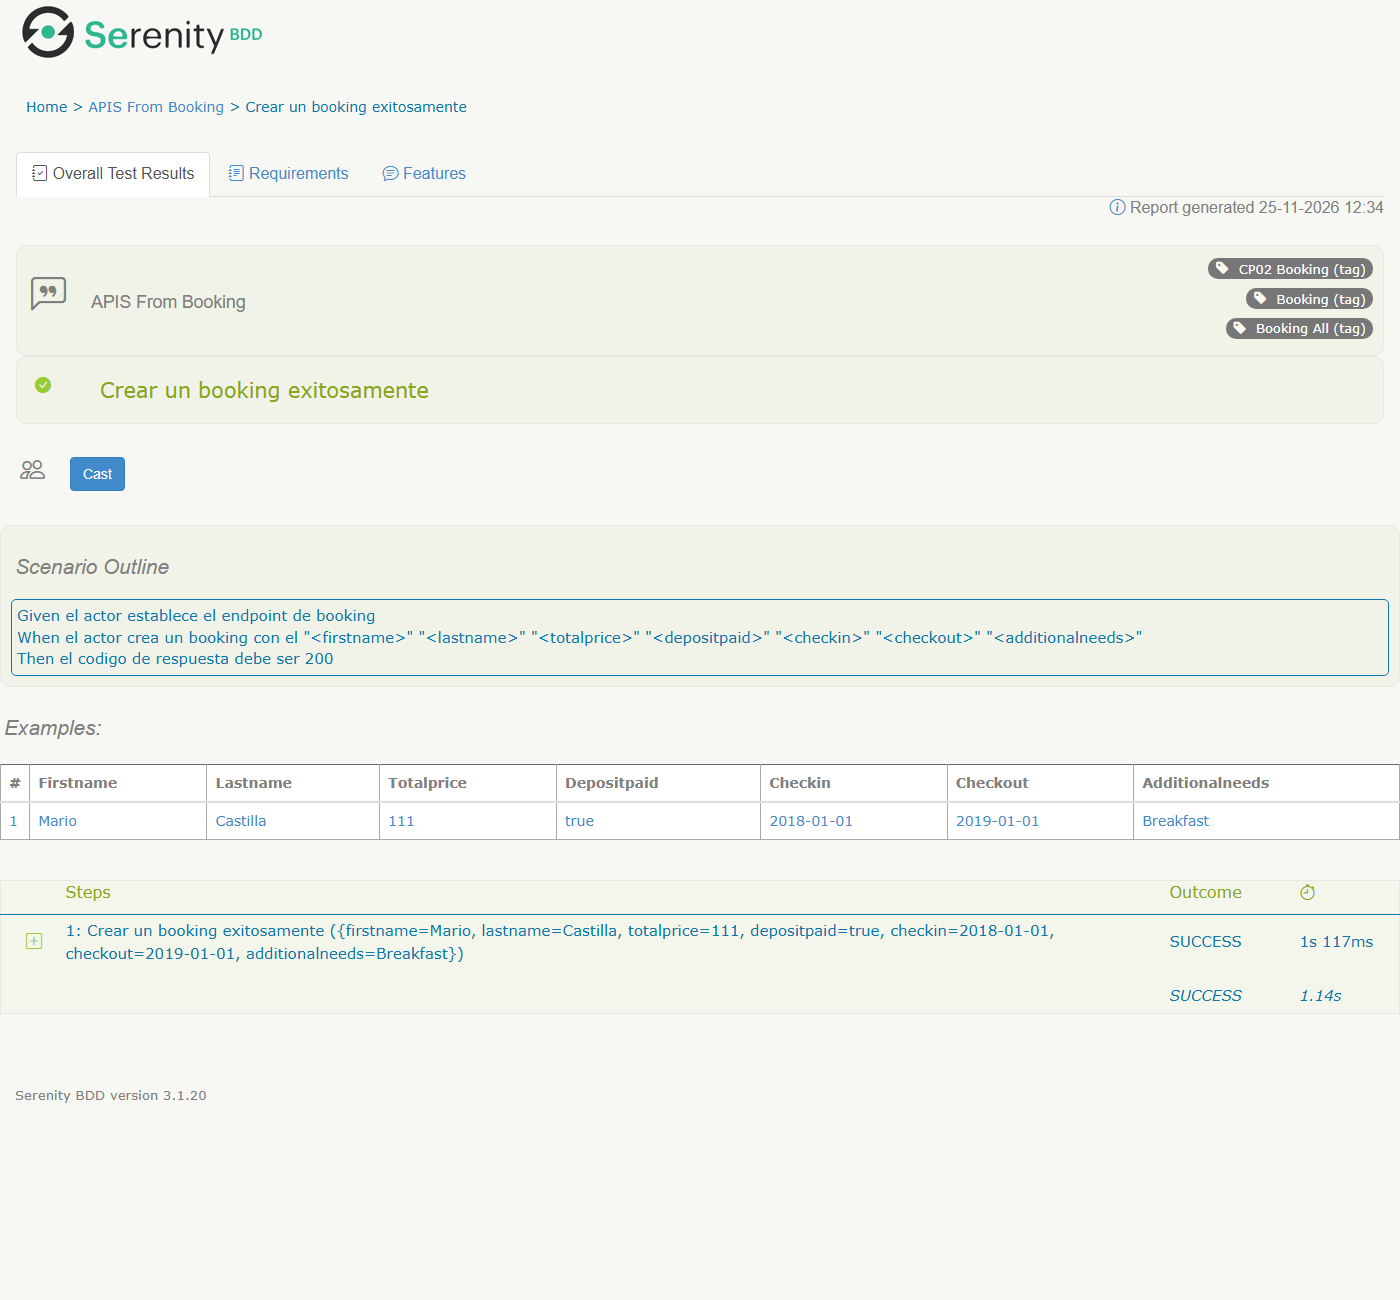 Serenity BDD
Home > APIS From Booking > Crear un booking exitosamente
Overall Test Results Requirements Features
Report generated 25-11-2026 12:34
CP02 Booking (tag)
APIS From Booking
Booking (tag)
Booking All (tag)
Crear un booking exitosamente
Cast
Scenario Outline
Given el actor establece el endpoint de booking
When el actor crea un booking con el "<firstname>" "<lastname>" "<totalprice>" "<depositpaid>" "<checkin>" "<checkout>" "<additionalneeds>"
Then el codigo de respuesta debe ser 200
Examples:
# Firstname Lastname Totalprice Depositpaid Checkin Checkout Additionalneeds
1 Mario Castilla 111 true 2018-01-01 2019-01-01 Breakfast
Steps Outcome
1: Crear un booking exitosamente ({firstname=Mario, lastname=Castilla, totalprice=111, depositpaid=true, checkin=2018-01-01,
checkout=2019-01-01, additionalneeds=Breakfast})
SUCCESS 1s 117ms
SUCCESS 1.14s
Serenity BDD version 3.1.20